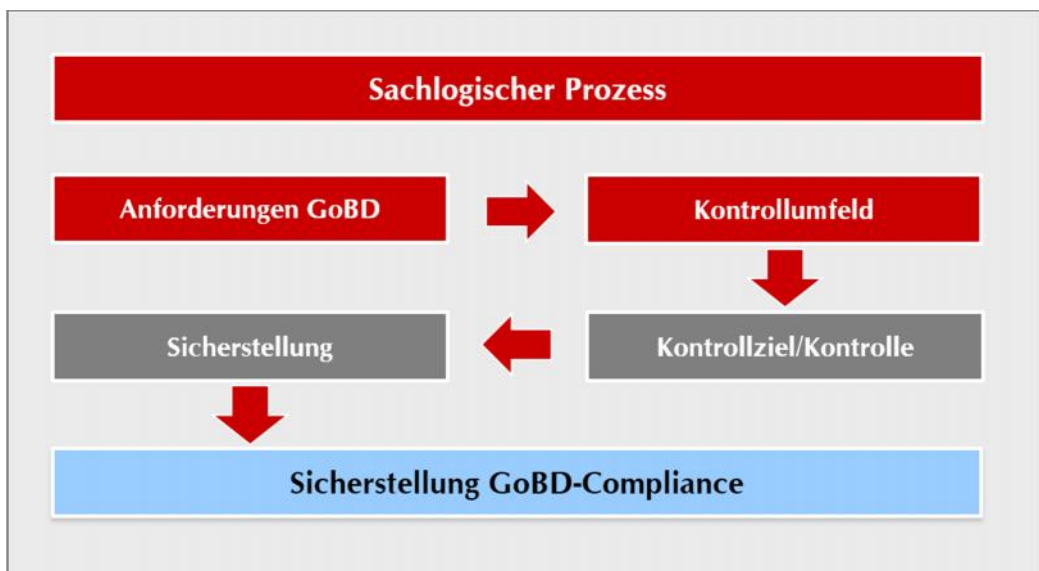 Sachlogischer Prozess
Anforderungen GoBD
Kontrollumfeld
Sicherstellung
Kontrollziel/Kontrolle
Sicherstellung GoBD-Compliance